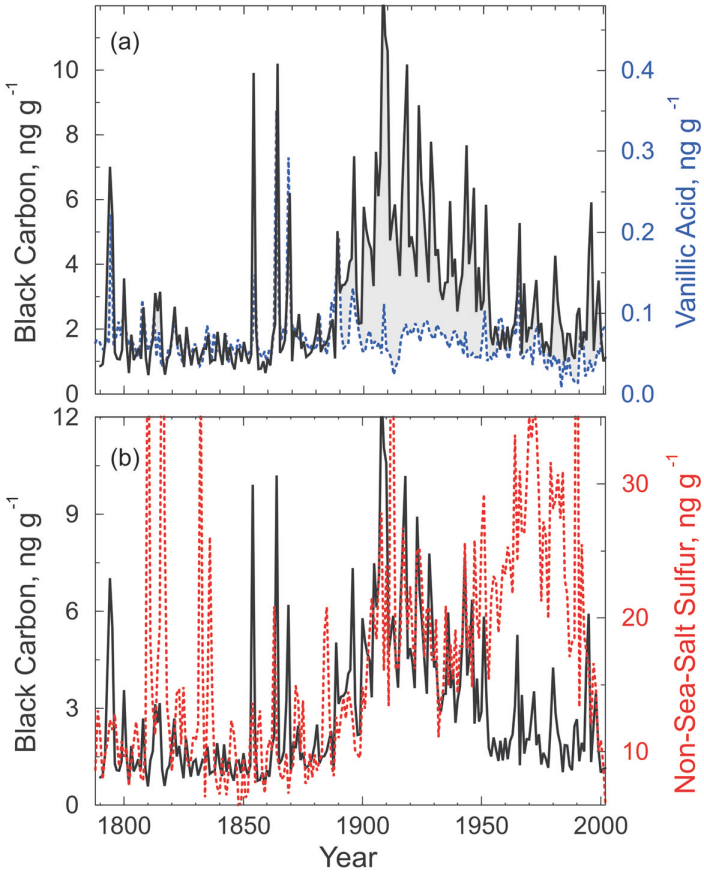 (a)
Black Carbon, ng g⁻¹
10
8
6
4
2
0
Vanillic Acid, ng g⁻¹
0.4
0.3
0.2
0.1
0.0
(b)
Black Carbon, ng g⁻¹
12
9
6
3
0
Non-Sea-Salt Sulfur, ng g⁻¹
30
20
10
1800 1850 1900 1950 2000
Year